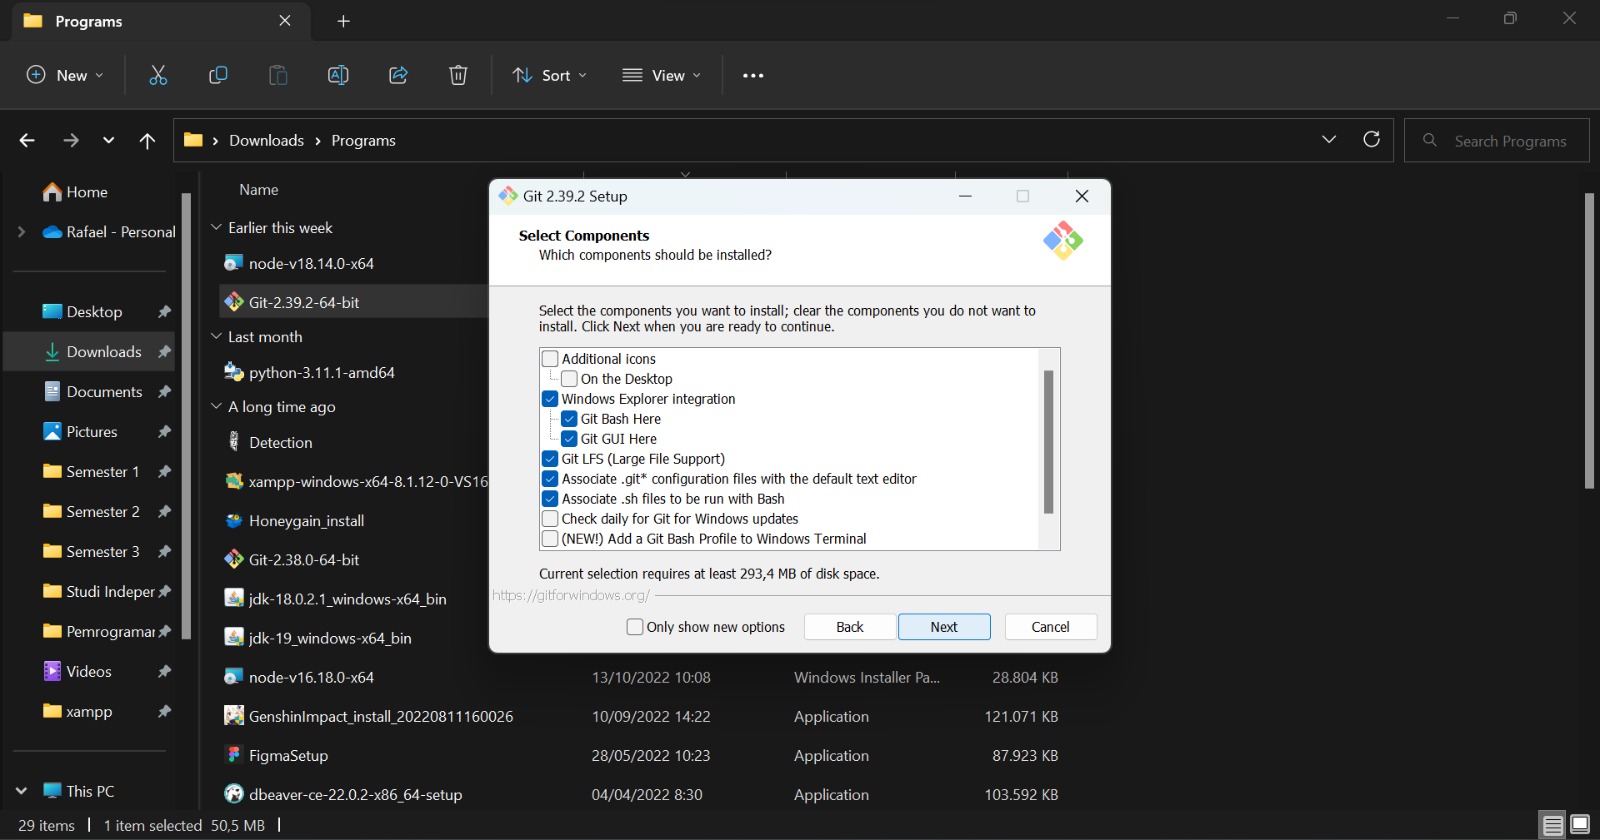 Programs
New
Sort
View
Downloads
Programs
Search Programs
Home
Rafael - Personal
Desktop
Downloads
Documents
Pictures
Semester 1
Semester 2
Semester 3
Studi Indeper
Pemrogramar
Videos
xampp
This PC
Name
Earlier this week
node-v18.14.0-x64
Git-2.39.2-64-bit
Last month
python-3.11.1-amd64
A long time ago
Detection
xampp-windows-x64-8.1.12-0-VS16
Honeygain_install
Git-2.38.0-64-bit
jdk-18.0.2.1_windows-x64_bin
jdk-19_windows-x64_bin
node-v16.18.0-x64 13/10/2022 10:08 Windows Installer Pa... 28.804 KB
GenshinImpact_install_20220811160026 10/09/2022 14:22 Application 121.071 KB
FigmaSetup 28/05/2022 10:23 Application 87.923 KB
dbeaver-ce-22.0.2-x86_64-setup 04/04/2022 8:30 Application 103.592 KB
Git 2.39.2 Setup
Select Components
Which components should be installed?
Select the components you want to install; clear the components you do not want to
install. Click Next when you are ready to continue.
Additional icons
On the Desktop
Windows Explorer integration
Git Bash Here
Git GUI Here
Git LFS (Large File Support)
Associate .git* configuration files with the default text editor
Associate .sh files to be run with Bash
Check daily for Git for Windows updates
(NEW!) Add a Git Bash Profile to Windows Terminal
Current selection requires at least 293,4 MB of disk space.
https://gitforwindows.org/
Only show new options
Back
Next
Cancel
29 items
1 item selected 50,5 MB